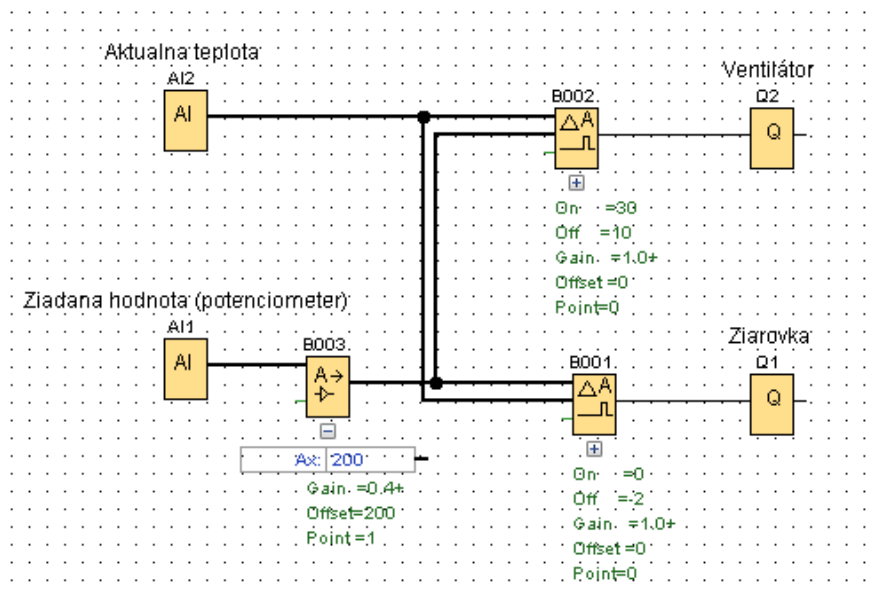 Aktualna teplota
AI2
AI
Ventilátor
B002
Q2
ΔA
Q
On =30
Off =10
Gain =1.0+
Offset =0
Point=0
Ziadana hodnota (potenciometer)
AI1
AI
B003
A→
Ax: 200
Gain =0.4+
Offset=200
Point =1
Ziarovka
B001
Q1
ΔA
Q
On =0
Off =-2
Gain =1.0+
Offset =0
Point=0